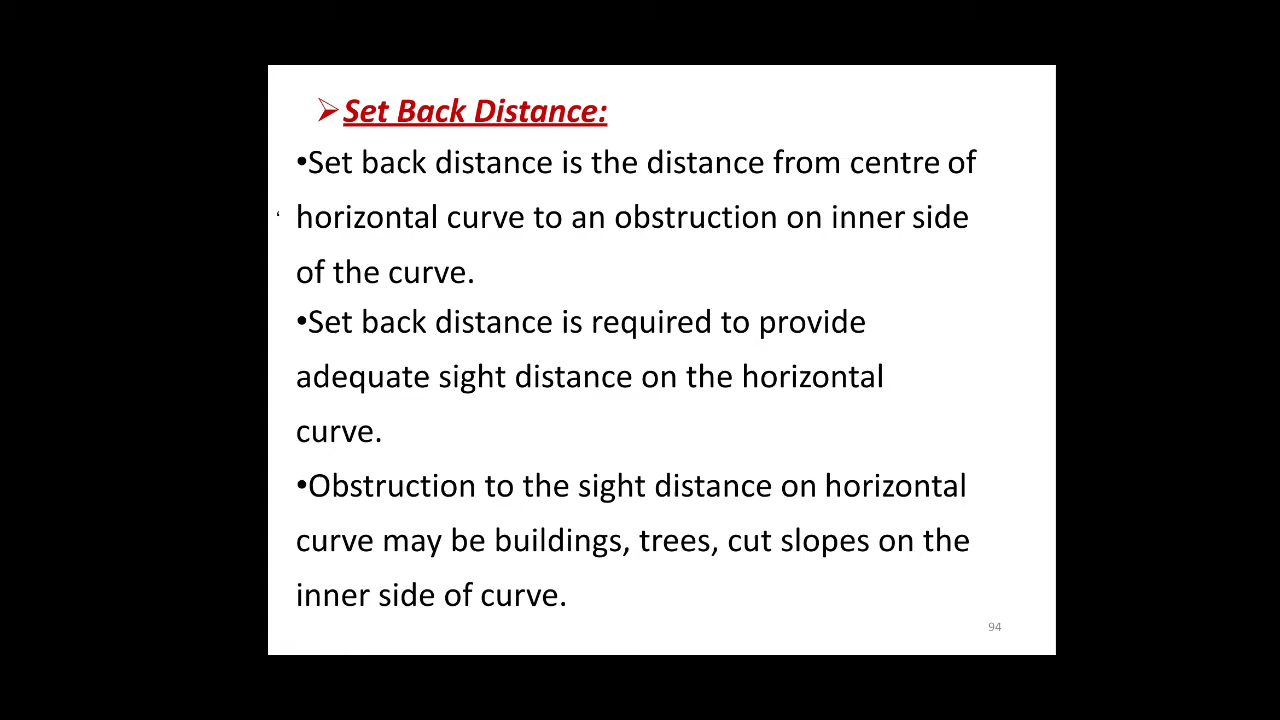 ➢Set Back Distance:
•Set back distance is the distance from centre of
horizontal curve to an obstruction on inner side
of the curve.
•Set back distance is required to provide
adequate sight distance on the horizontal
curve.
•Obstruction to the sight distance on horizontal
curve may be buildings, trees, cut slopes on the
inner side of curve.
94